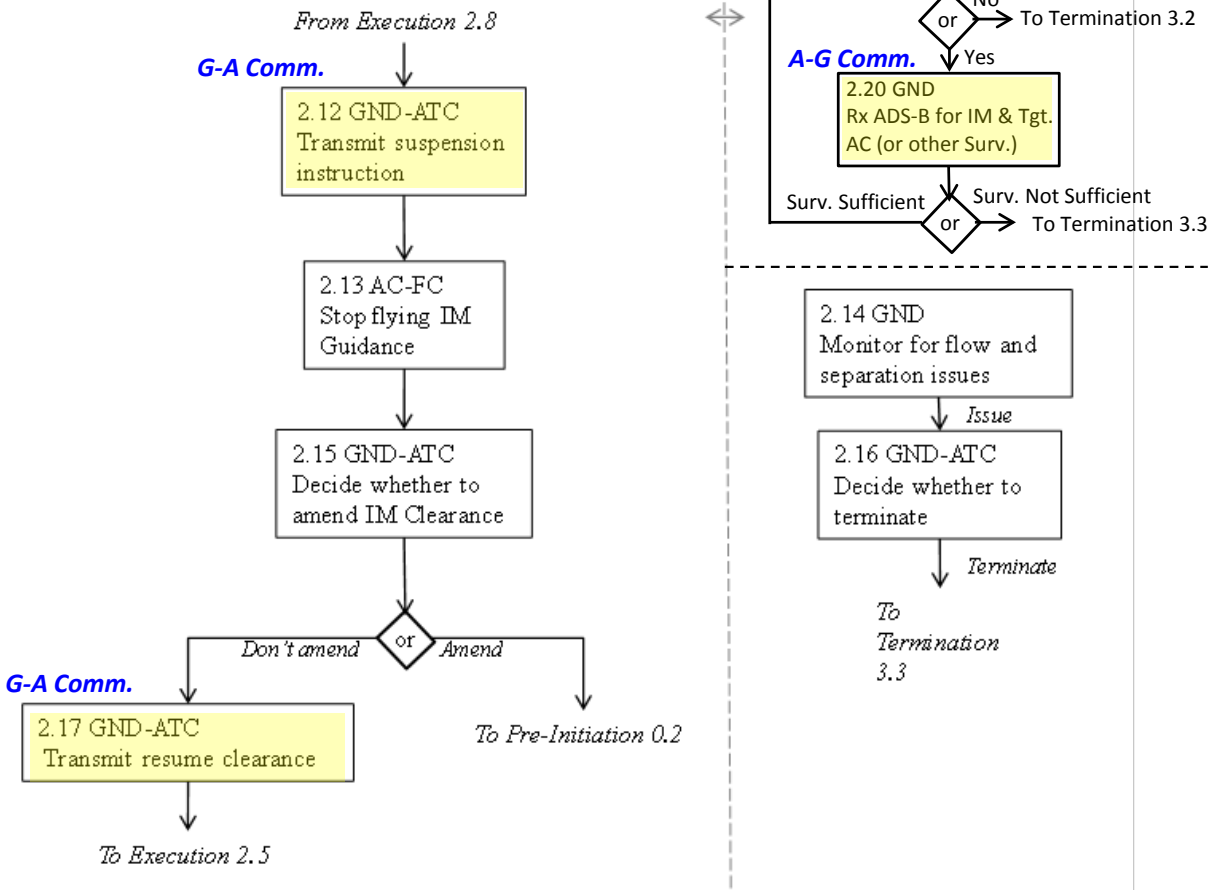 From Execution 2.8
G-A Comm.
2.12 GND-ATC
Transmit suspension
instruction
2.13 AC-FC
Stop flying IM
Guidance
2.15 GND-ATC
Decide whether to
amend IM Clearance
or
Don't amend
Amend
G-A Comm.
2.17 GND-ATC
Transmit resume clearance
To Execution 2.5
To Pre-Initiation 0.2
No
or
To Termination 3.2
Yes
A-G Comm.
2.20 GND
Rx ADS-B for IM & Tgt.
AC (or other Surv.)
Surv. Sufficient
Surv. Not Sufficient
or
To Termination 3.3
2.14 GND
Monitor for flow and
separation issues
Issue
2.16 GND-ATC
Decide whether to
terminate
Terminate
To
Termination
3.3